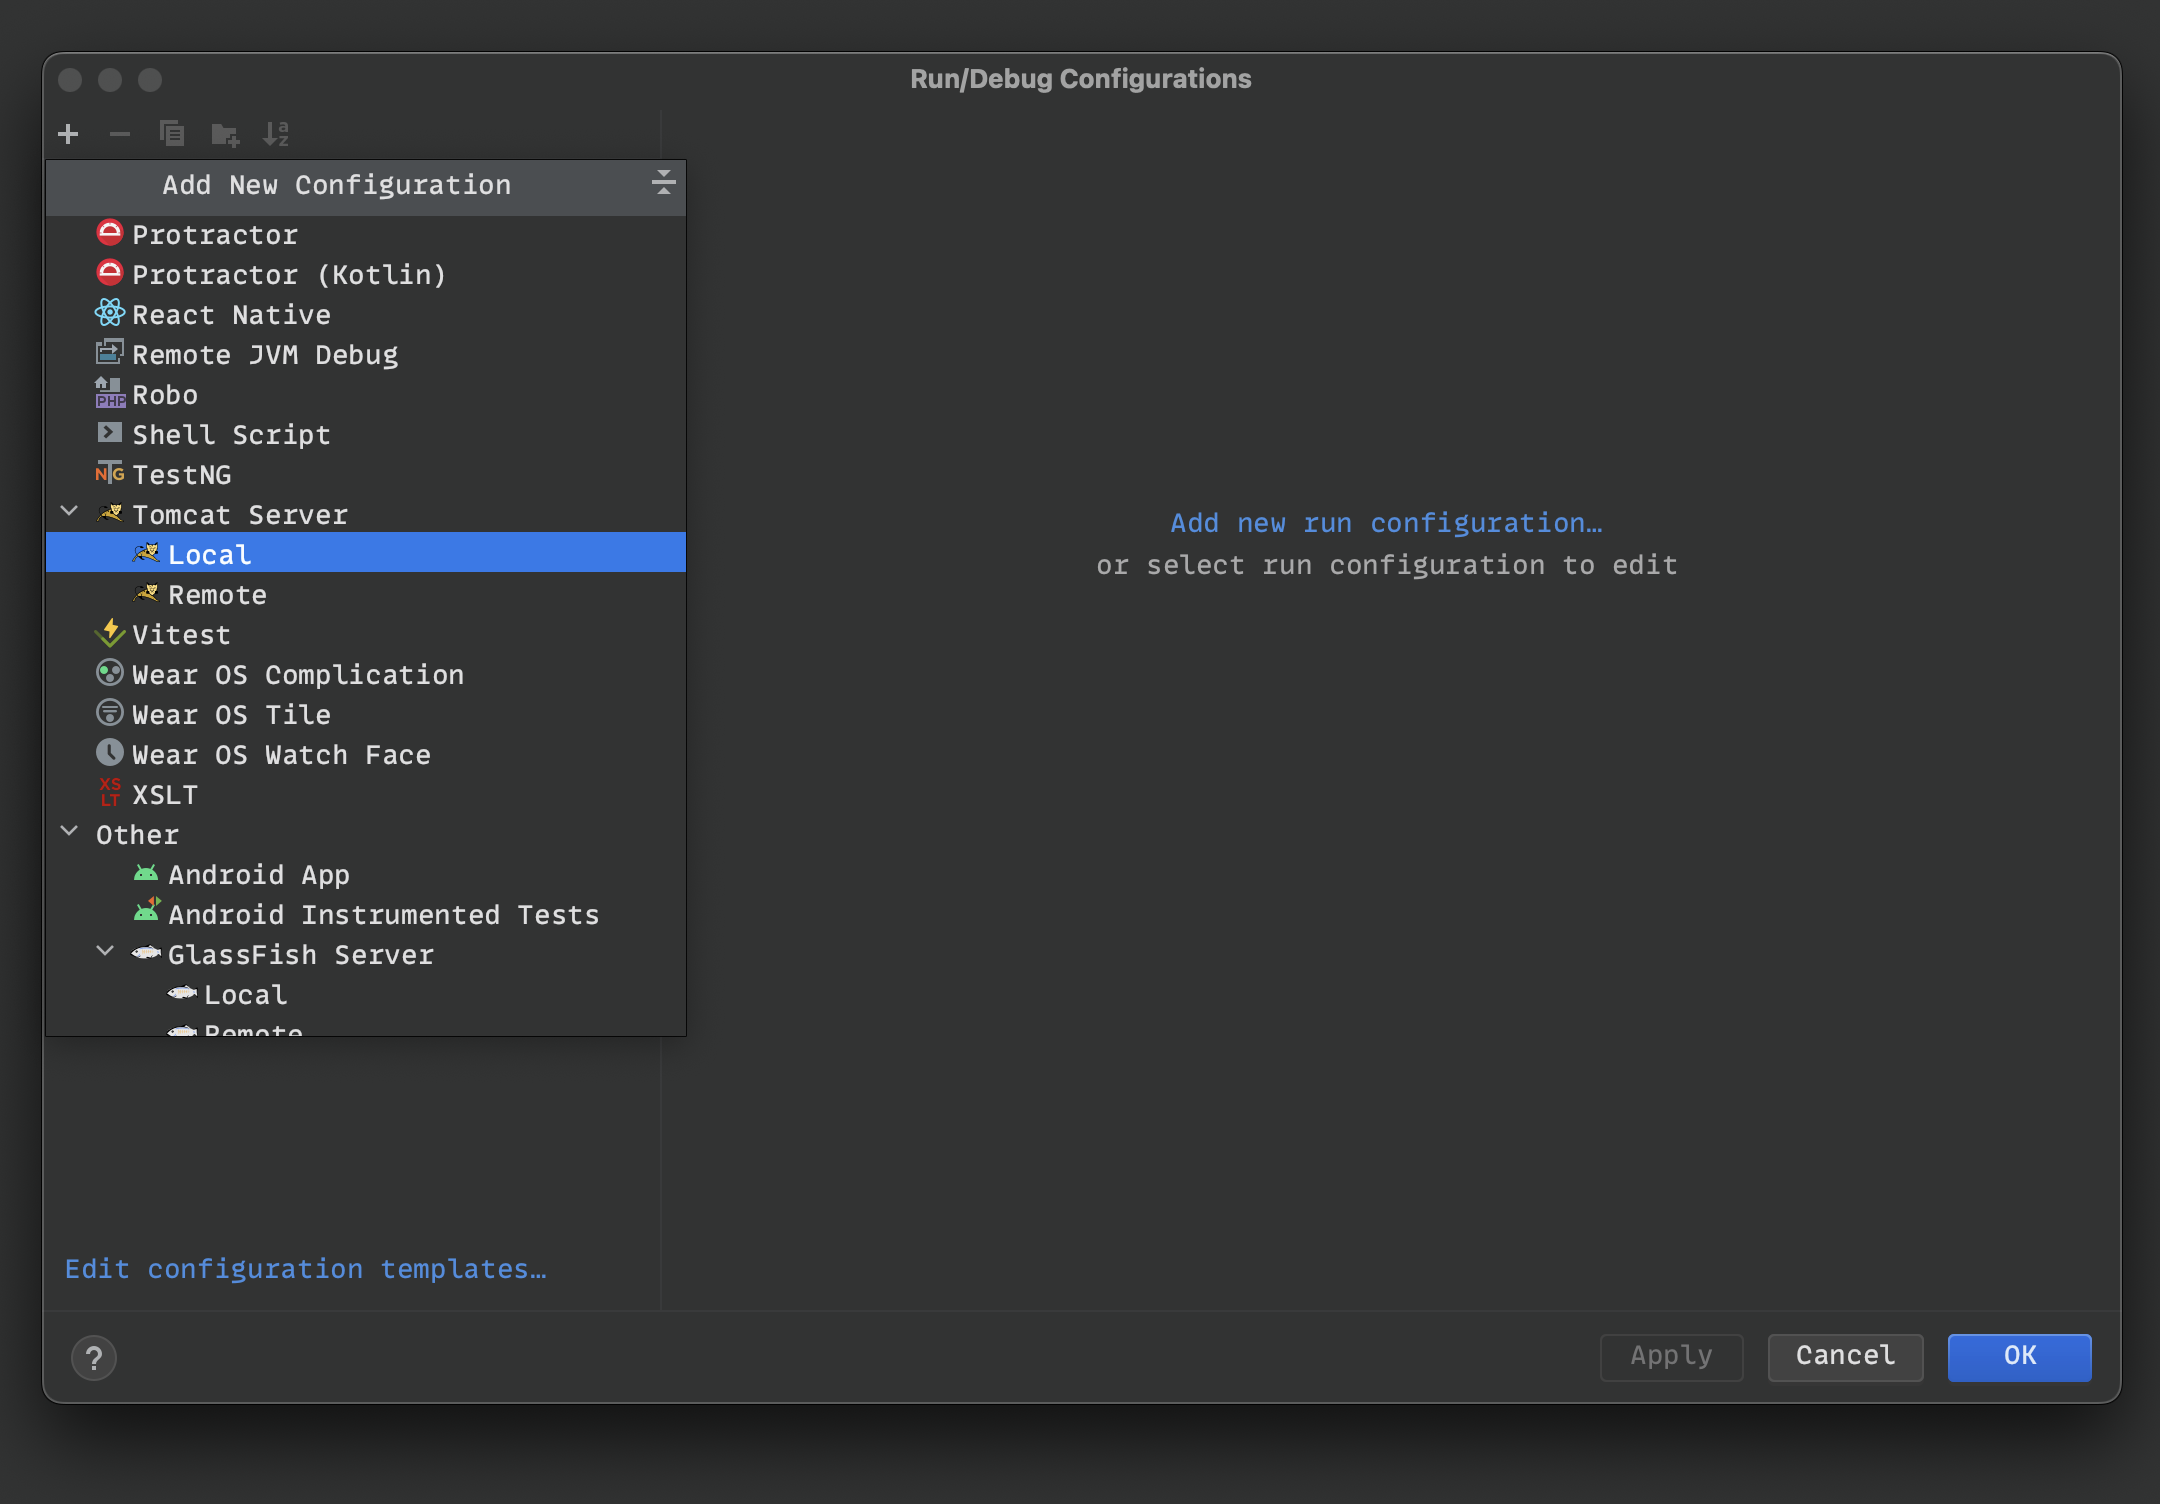 Run/Debug Configurations
Add New Configuration
Protractor
Protractor (Kotlin)
React Native
Remote JVM Debug
PHP Robo
Shell Script
NTG TestNG
Tomcat Server
Local
Remote
Vitest
Wear OS Complication
Wear OS Tile
Wear OS Watch Face
XS
LT XSLT
Other
Android App
Android Instrumented Tests
GlassFish Server
Local
Remote
Add new run configuration…
or select run configuration to edit
Edit configuration templates…
?
Apply
Cancel
OK